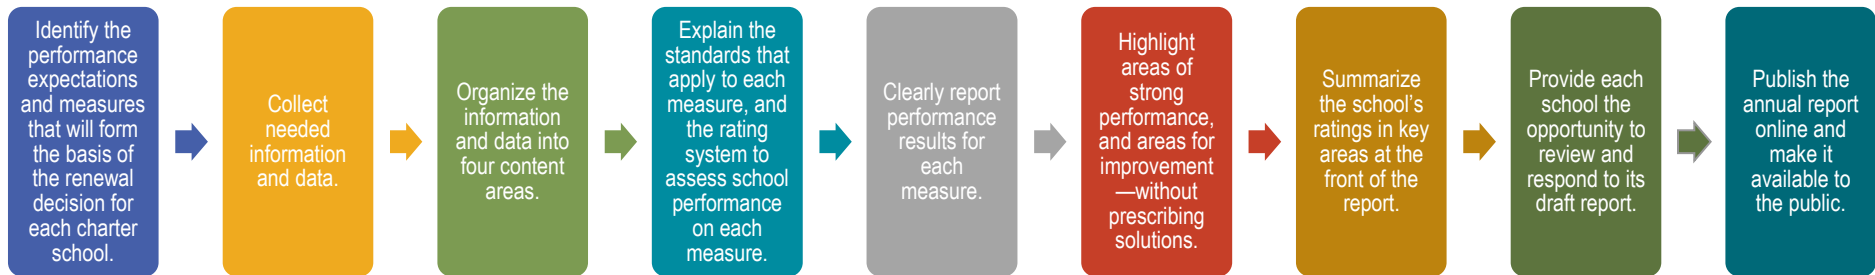 Identify the
performance
expectations
and measures
that will form
the basis of
the renewal
decision for
each charter
school.
Collect
needed
information
and data.
Organize the
information
and data into
four content
areas.
Explain the
standards that
apply to each
measure, and
the rating
system to
assess school
performance
on each
measure.
Clearly report
performance
results for
each
measure.
Highlight
areas of
strong
performance,
and areas for
improvement
—without
prescribing
solutions.
Summarize
the school’s
ratings in key
areas at the
front of the
report.
Provide each
school the
opportunity to
review and
respond to its
draft report.
Publish the
annual report
online and
make it
available to
the public.